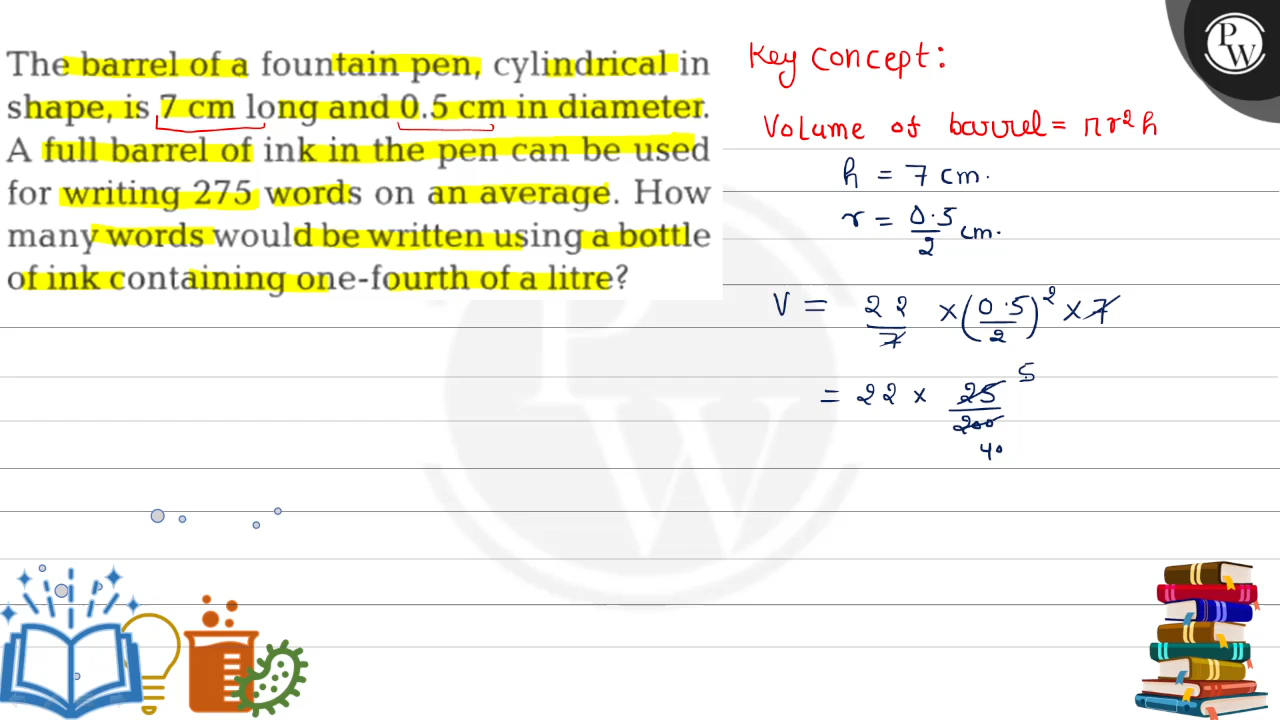 The barrel of a fountain pen, cylindrical in
shape, is 7 cm long and 0.5 cm in diameter.
A full barrel of ink in the pen can be used
for writing 275 words on an average. How
many words would be written using a bottle
of ink containing one-fourth of a litre?
Key concept:
Volume of barrel = πr²h
h = 7 cm.
r = 0.5/2 cm.
V = 22/7 × (0.5/2)² × 7
= 22 × 25/200 5
40
PW
PW